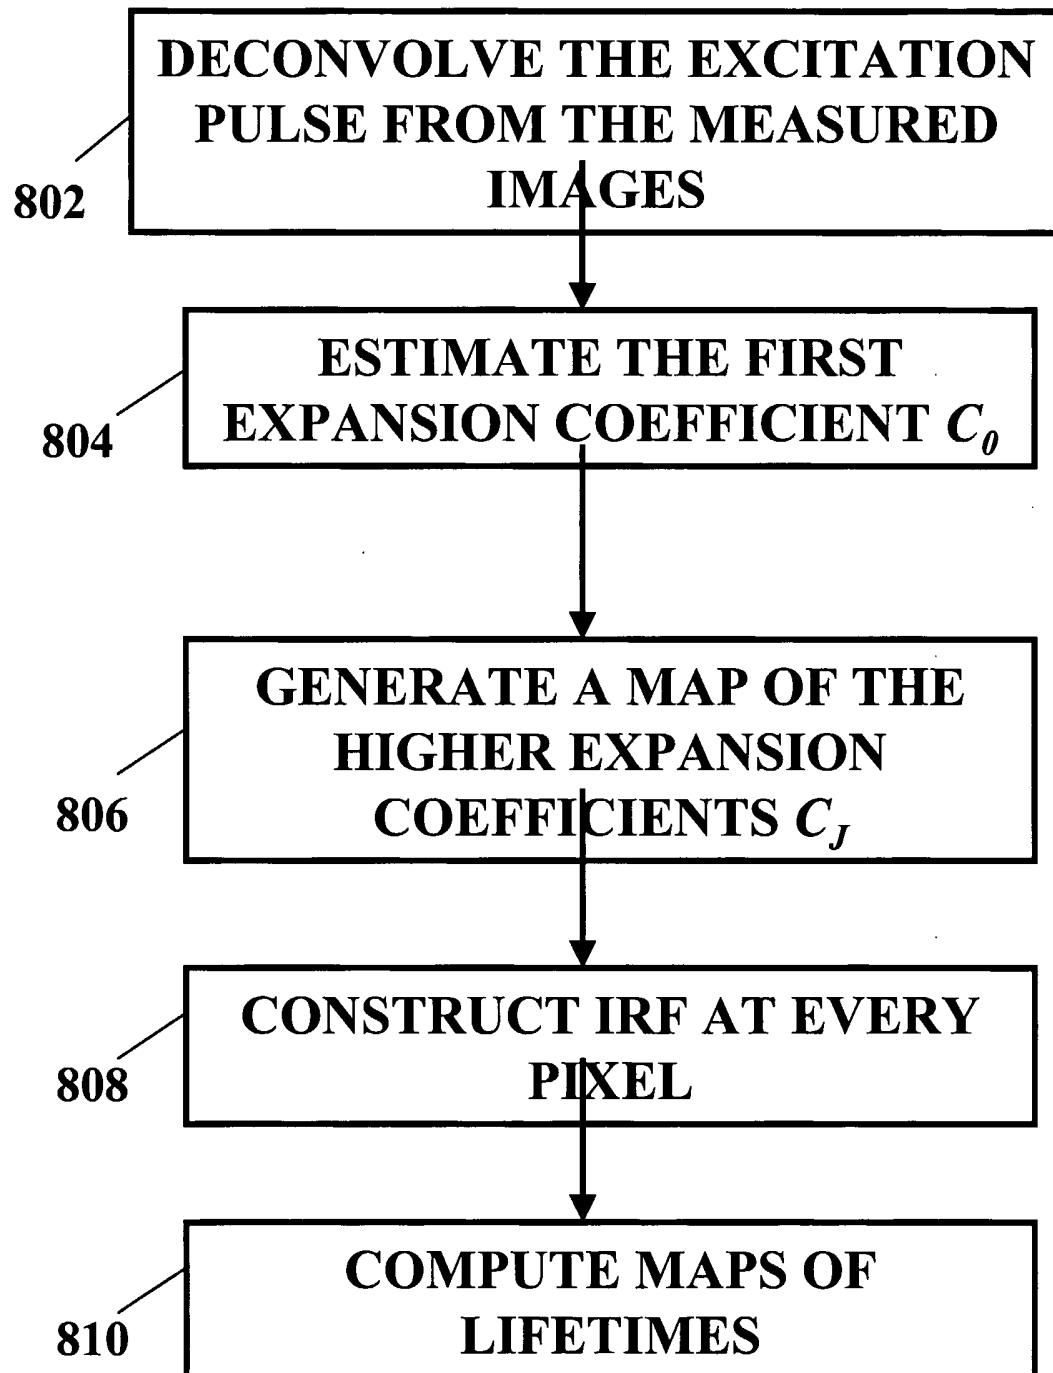 DECONVOLVE THE EXCITATION
PULSE FROM THE MEASURED
IMAGES
802
ESTIMATE THE FIRST
EXPANSION COEFFICIENT C₀
804
GENERATE A MAP OF THE
HIGHER EXPANSION
COEFFICIENTS C_J
806
CONSTRUCT IRF AT EVERY
PIXEL
808
COMPUTE MAPS OF
LIFETIMES
810